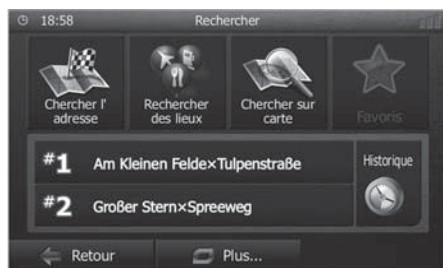 18:58 Rechercher
Chercher l'
adresse
Rechercher
des lieux
Chercher sur
carte
Favoris
#1 Am Kleinen Felde×Tulpenstraße
Historique
#2 Großer Stern×Spreeweg
Retour
Plus...